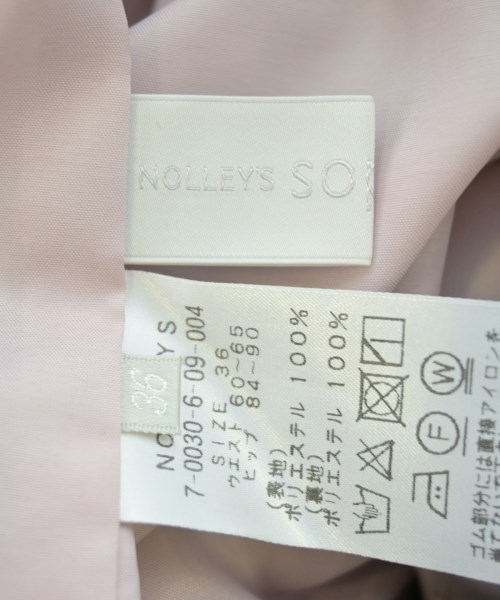 NOLLEY'S SO
36
NO YS
7-0030-6-09-004
SIZE 36
ウエスト 60~65
ヒップ 84~90
(表地)
ポリエステル 100%
(裏地)
ポリエステル 100%
W
F
ゴム部分には直接アイロンを